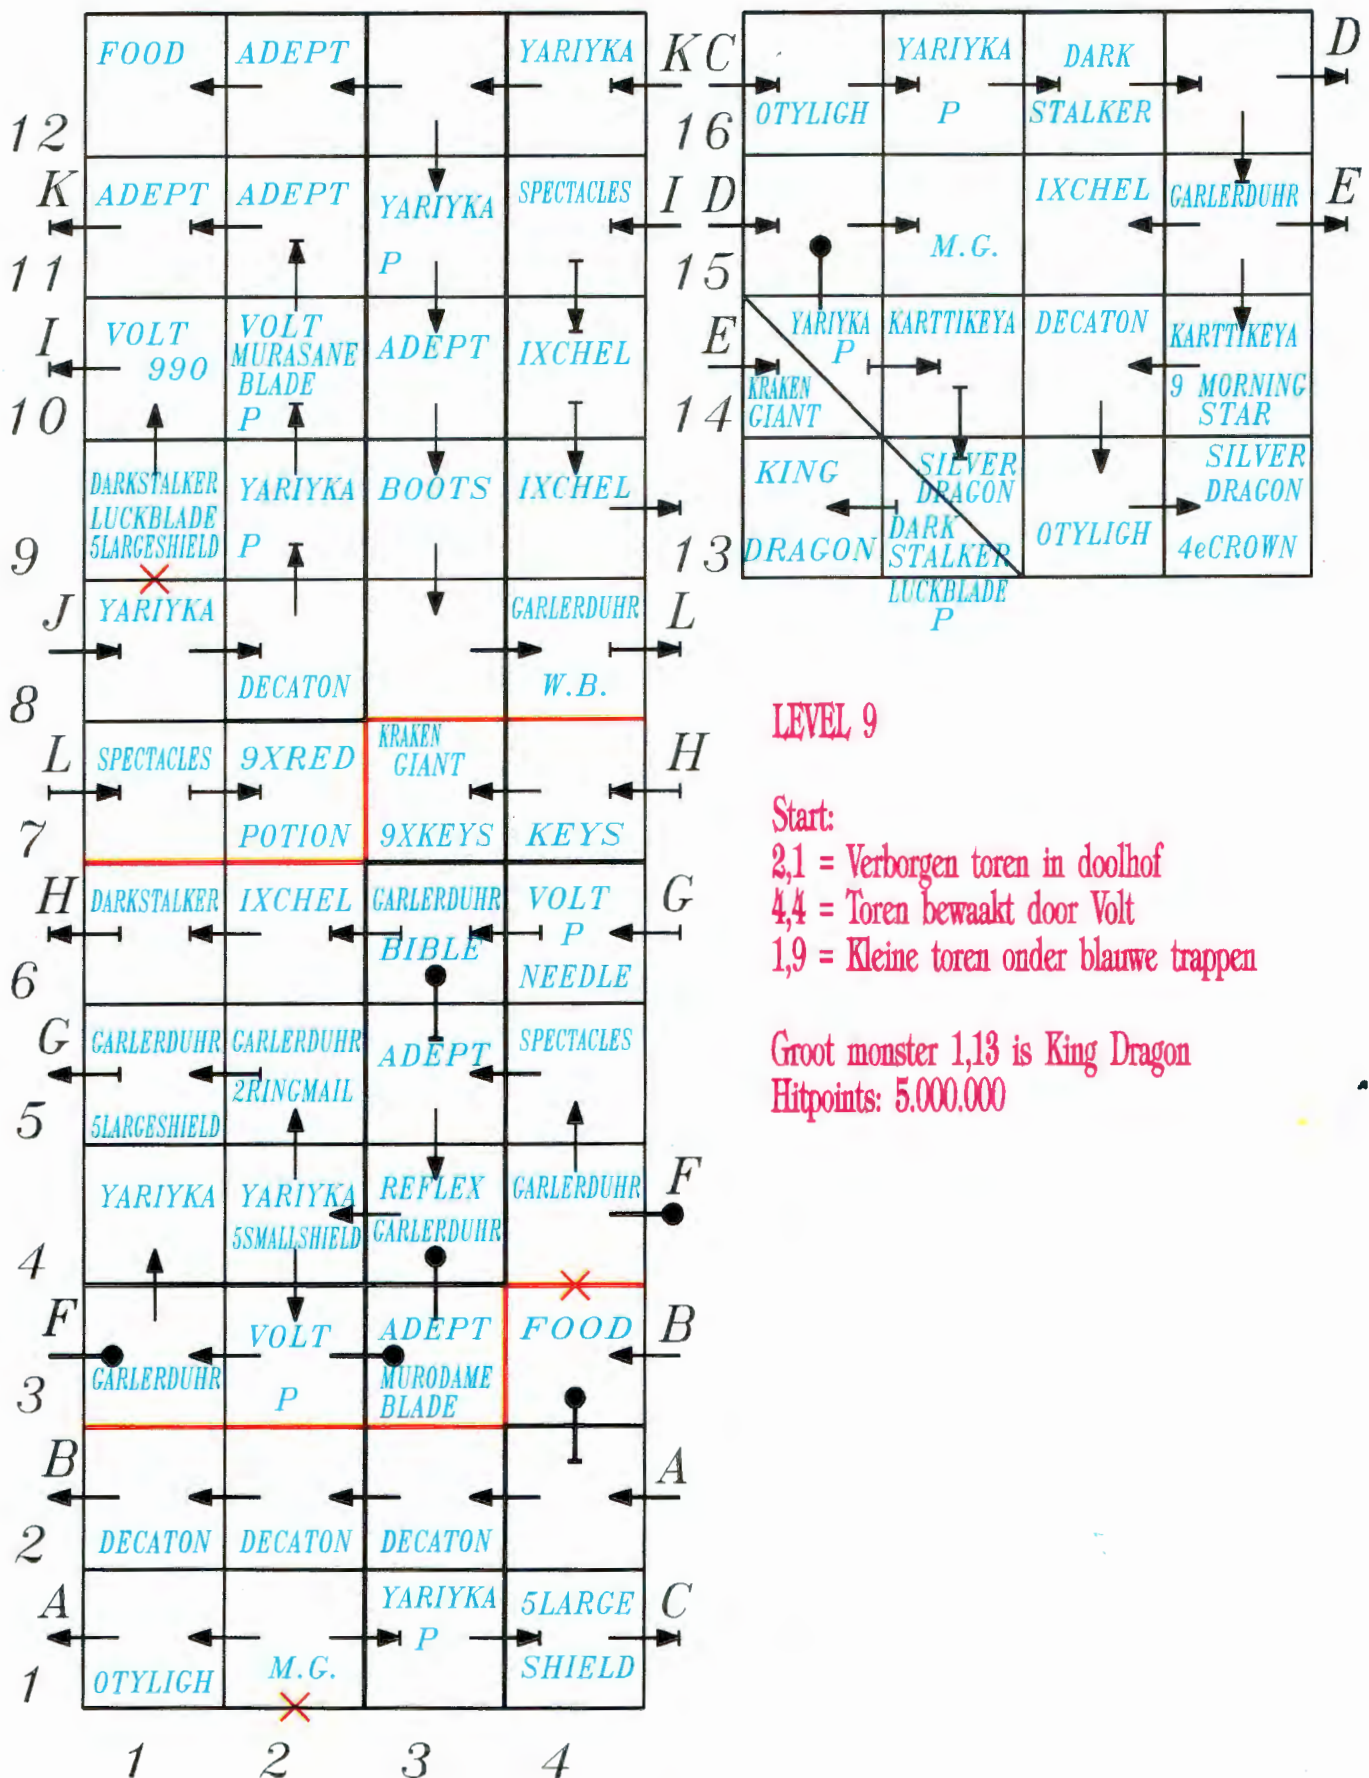 FOOD ADEPT YARIYKA K
12
K ADEPT ADEPT YARIYKA P SPECTACLES I
11
I VOLT 990 VOLT MURASANE BLADE P ADEPT IXCHEL
10
DARKSTALKER LUCKBLADE 5LARGESHIELD YARIYKA P BOOTS IXCHEL
9
J YARIYKA DECATON GARLERDUHR W.B. L
8
L SPECTACLES 9XRED POTION KRAKEN GIANT 9XKEYS KEYS H
7
H DARKSTALKER IXCHEL GARLERDUHR BIBLE VOLT P NEEDLE G
6
G GARLERDUHR 5LARGESHIELD GARLERDUHR 2RINGMAIL ADEPT SPECTACLES
5
YARIYKA YARIYKA 5SMALLSHIELD REFLEX GARLERDUHR GARLERDUHR F
4
F GARLERDUHR VOLT P ADEPT MURODAME BLADE FOOD B
3
B DECATON DECATON DECATON A
2
A OTYLIGH M.G. YARIYKA P 5LARGE SHIELD C
1
1 2 3 4
C OTYLIGH YARIYKA P DARK STALKER D
16
D M.G. IXCHEL GARLERDUHR E
15
E YARIYKA P KRAKEN GIANT KARTTIKEYA DECATON KARTTIKEYA 9 MORNING STAR
14
KING DRAGON SILVER DRAGON DARK STALKER LUCKBLADE P OTYLIGH SILVER DRAGON 4eCROWN
13
LEVEL 9
Start:
2,1 = Verborgen toren in doolhof
4,4 = Toren bewaakt door Volt
1,9 = Kleine toren onder blauwe trappen
Groot monster 1,13 is King Dragon
Hitpoints: 5.000.000